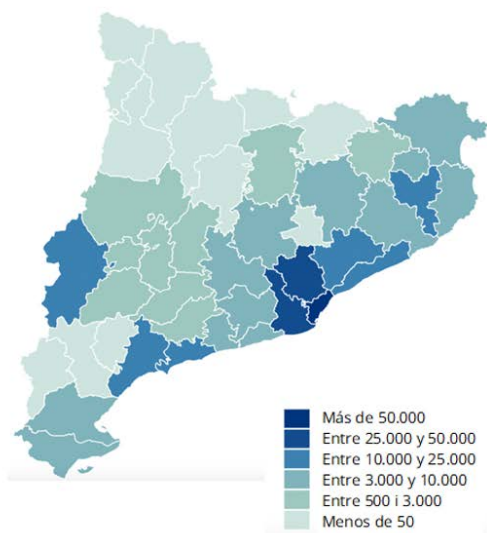 Más de 50.000
Entre 25.000 y 50.000
Entre 10.000 y 25.000
Entre 3.000 y 10.000
Entre 500 i 3.000
Menos de 50